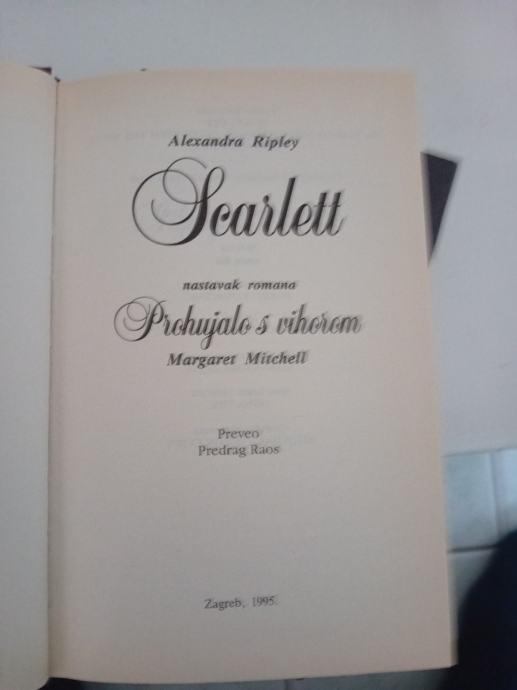 Alexandra Ripley
Scarlett
nastavak romana
Prohujalo s vihorom
Margaret Mitchell
Preveo
Predrag Raos
Zagreb, 1995.